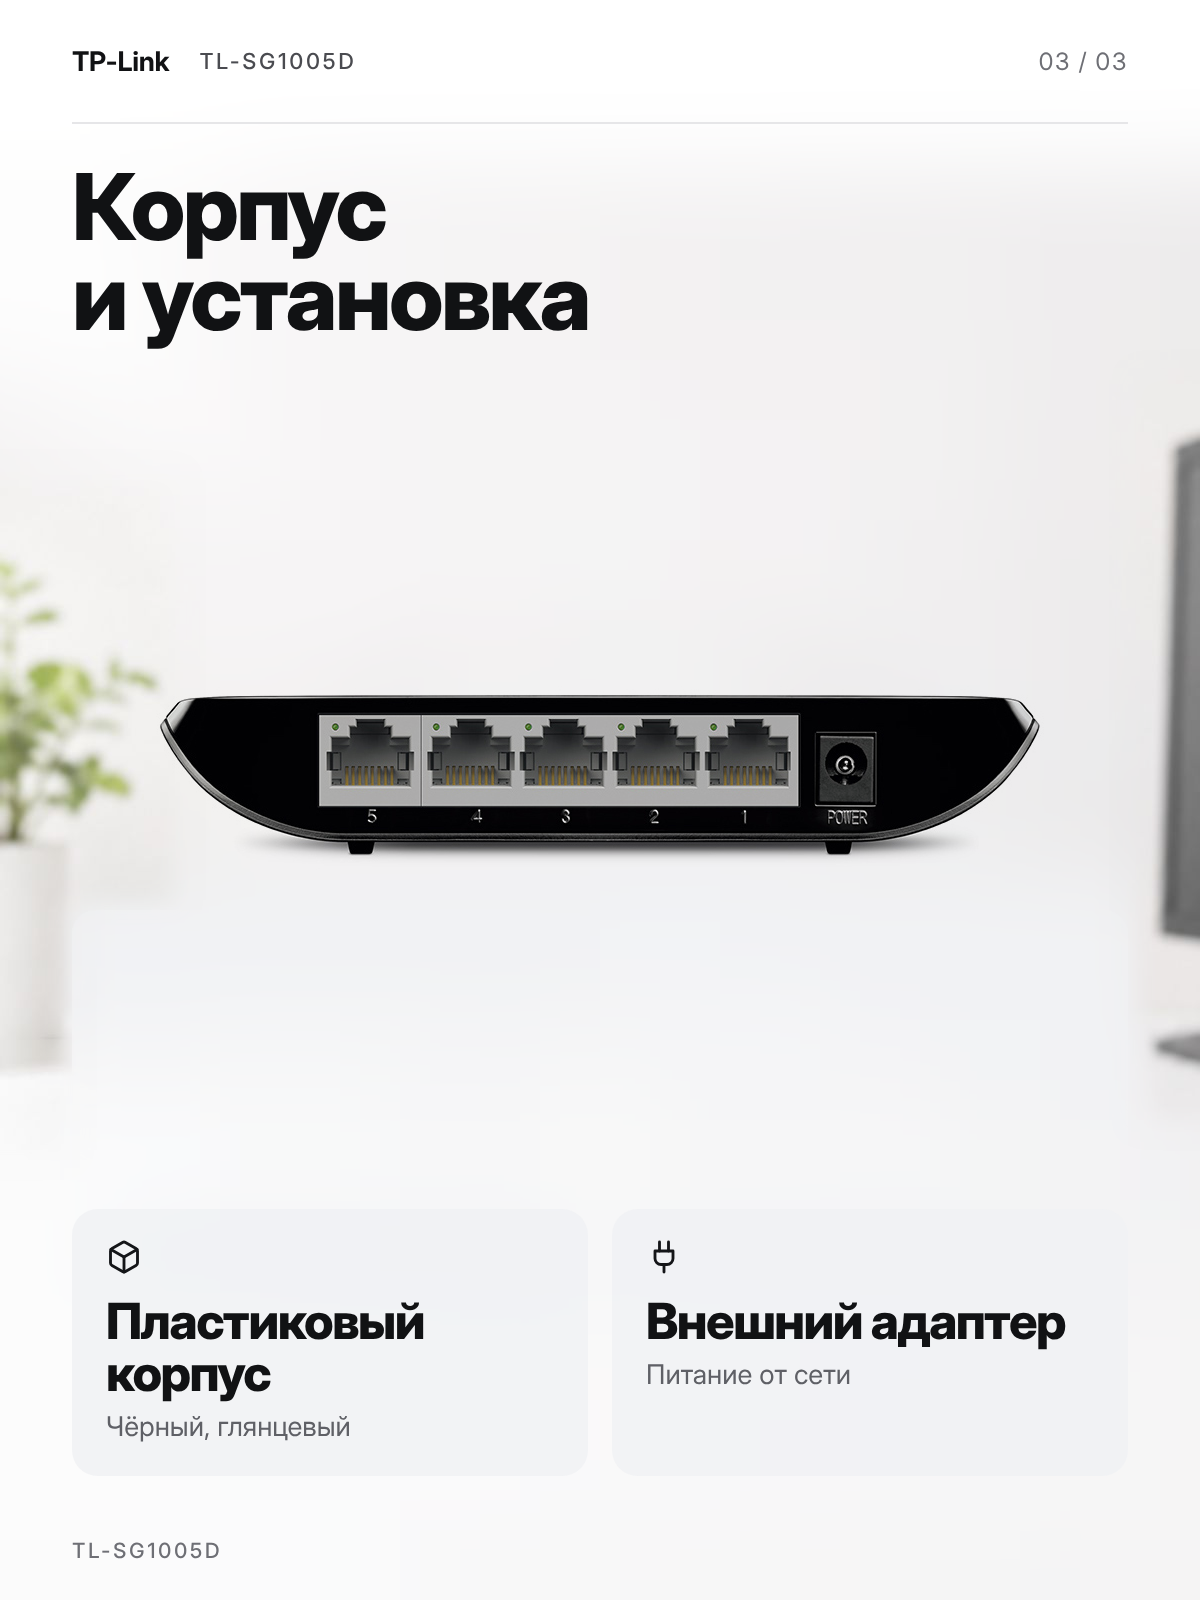 TP-Link TL-SG1005D 03 / 03
Корпус
и установка
5 4 3 2 1 POWER
Пластиковый
корпус
Чёрный, глянцевый
Внешний адаптер
Питание от сети
TL-SG1005D